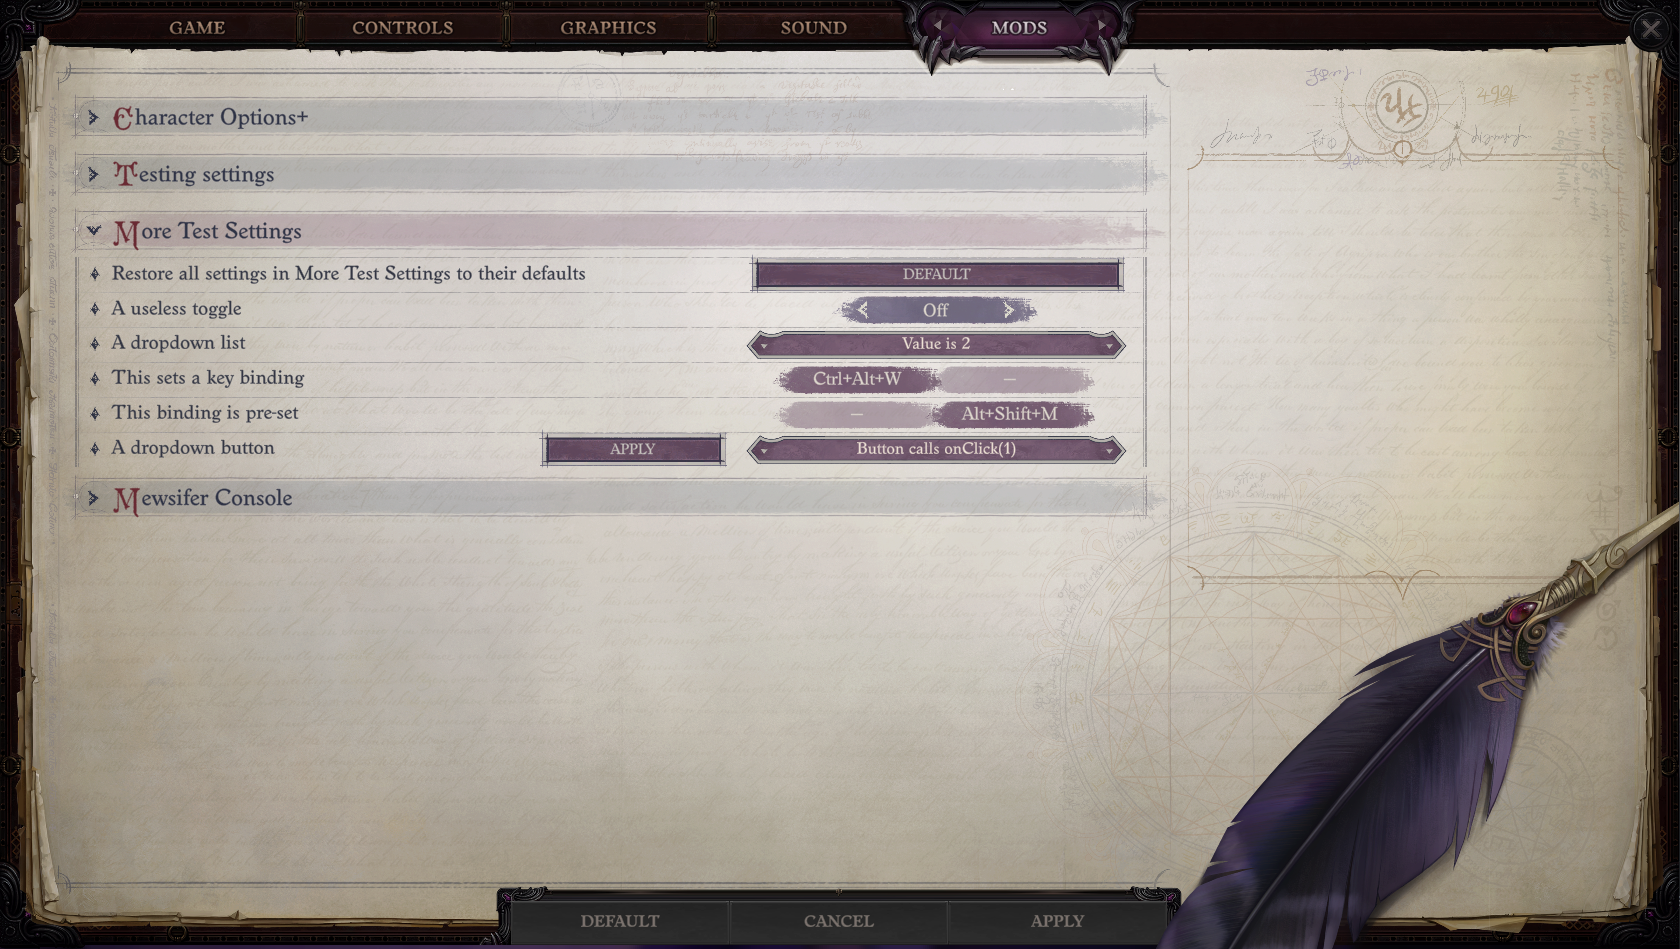 GAME CONTROLS GRAPHICS SOUND MODS
Character Options+
Testing settings
More Test Settings
Restore all settings in More Test Settings to their defaults DEFAULT
A useless toggle Off
A dropdown list Value is 2
This sets a key binding Ctrl+Alt+W —
This binding is pre-set — Alt+Shift+M
A dropdown button APPLY Button calls onClick(1)
Mewsifer Console
DEFAULT CANCEL APPLY